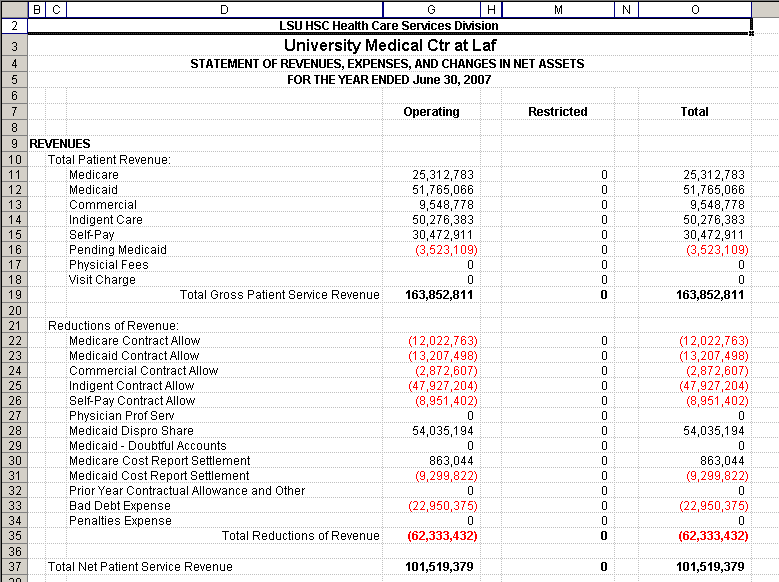 B C D G H M N O
2 LSU HSC Health Care Services Division
3 University Medical Ctr at Laf
4 STATEMENT OF REVENUES, EXPENSES, AND CHANGES IN NET ASSETS
5 FOR THE YEAR ENDED June 30, 2007
6
7 Operating Restricted Total
8
9 REVENUES
10 Total Patient Revenue:
11 Medicare 25,312,783 0 25,312,783
12 Medicaid 51,765,066 0 51,765,066
13 Commercial 9,548,778 0 9,548,778
14 Indigent Care 50,276,383 0 50,276,383
15 Self-Pay 30,472,911 0 30,472,911
16 Pending Medicaid (3,523,109) 0 (3,523,109)
17 Physicial Fees 0 0 0
18 Visit Charge 0 0 0
19 Total Gross Patient Service Revenue 163,852,811 0 163,852,811
20
21 Reductions of Revenue:
22 Medicare Contract Allow (12,022,763) 0 (12,022,763)
23 Medicaid Contract Allow (13,207,498) 0 (13,207,498)
24 Commercial Contract Allow (2,872,607) 0 (2,872,607)
25 Indigent Contract Allow (47,927,204) 0 (47,927,204)
26 Self-Pay Contract Allow (8,951,402) 0 (8,951,402)
27 Physician Prof Serv 0 0 0
28 Medicaid Dispro Share 54,035,194 0 54,035,194
29 Medicaid - Doubtful Accounts 0 0 0
30 Medicare Cost Report Settlement 863,044 0 863,044
31 Medicaid Cost Report Settlement (9,299,822) 0 (9,299,822)
32 Prior Year Contractual Allowance and Other 0 0 0
33 Bad Debt Expense (22,950,375) 0 (22,950,375)
34 Penalties Expense 0 0 0
35 Total Reductions of Revenue (62,333,432) 0 (62,333,432)
36
37 Total Net Patient Service Revenue 101,519,379 0 101,519,379